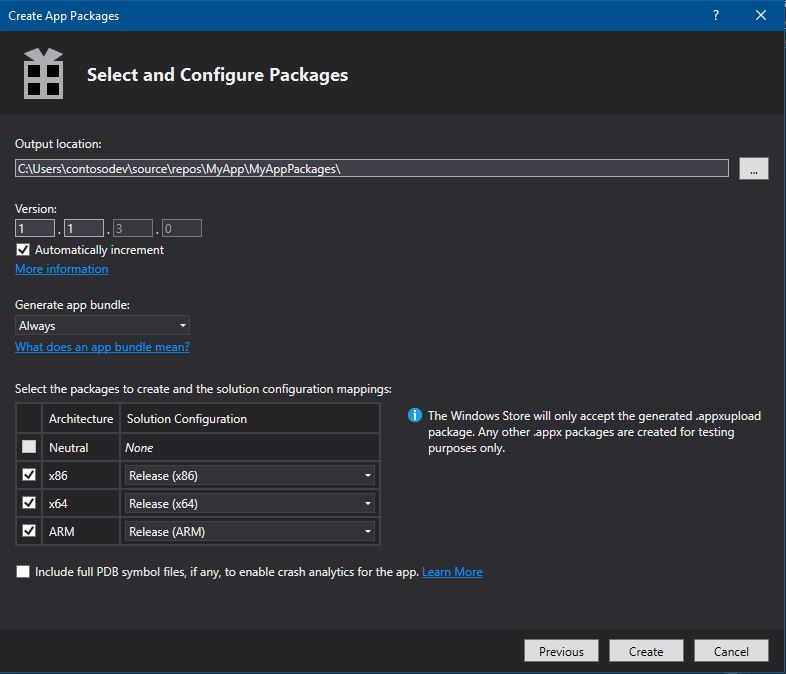 Create App Packages
?
Select and Configure Packages
Output location:
C:\Users\contosodev\source\repos\MyApp\MyAppPackages\
...
Version:
1 . 1 . 3 . 0
Automatically increment
More information
Generate app bundle:
Always
What does an app bundle mean?
Select the packages to create and the solution configuration mappings:
Architecture Solution Configuration
Neutral None
x86 Release (x86)
x64 Release (x64)
ARM Release (ARM)
The Windows Store will only accept the generated .appxupload
package. Any other .appx packages are created for testing
purposes only.
Include full PDB symbol files, if any, to enable crash analytics for the app. Learn More
Previous Create Cancel